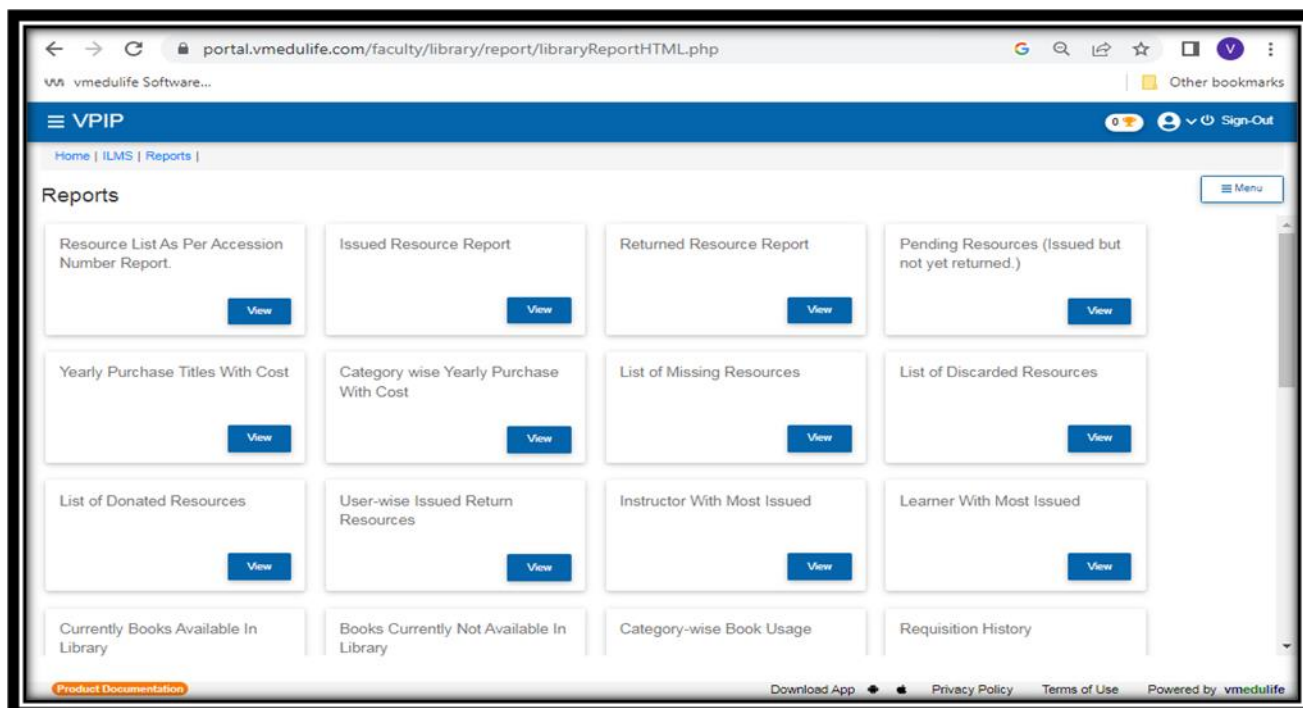 portal.vmedulife.com/faculty/library/report/libraryReportHTML.php
G
V
vmedulife Software...
Other bookmarks
VPIP
0
Sign-Out
Home | ILMS | Reports |
Reports
Menu
Resource List As Per Accession
Number Report.
View
Issued Resource Report
View
Returned Resource Report
View
Pending Resources (Issued but
not yet returned.)
View
Yearly Purchase Titles With Cost
View
Category wise Yearly Purchase
With Cost
View
List of Missing Resources
View
List of Discarded Resources
View
List of Donated Resources
View
User-wise Issued Return
Resources
View
Instructor With Most Issued
View
Learner With Most Issued
View
Currently Books Available In
Library
Books Currently Not Available In
Library
Category-wise Book Usage
Requisition History
Product Documentation
Download App
Privacy Policy
Terms of Use
Powered by vmedulife